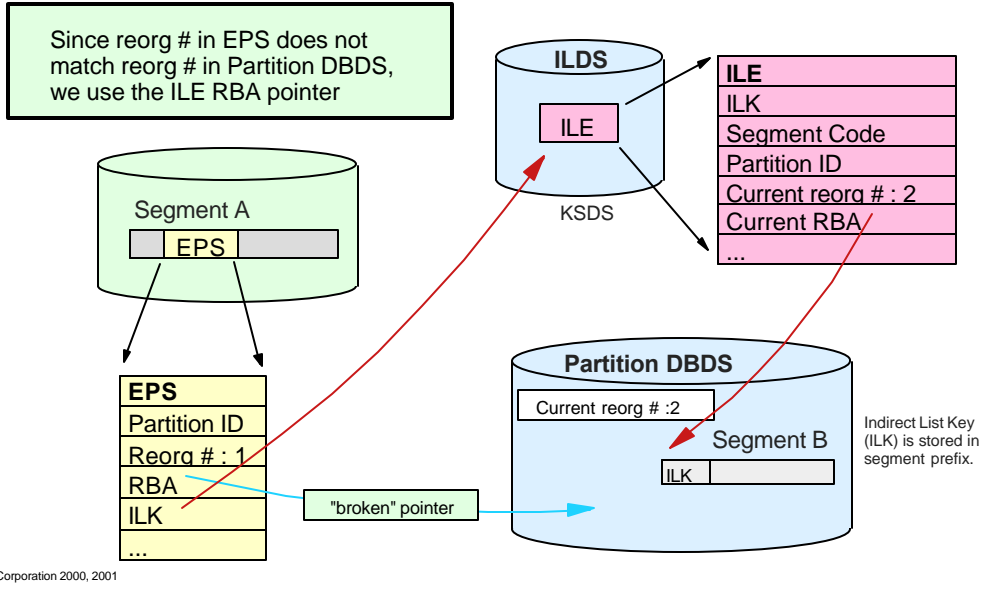 Since reorg # in EPS does not
match reorg # in Partition DBDS,
we use the ILE RBA pointer
ILDS
ILE
KSDS
ILE
ILK
Segment Code
Partition ID
Current reorg # : 2
Current RBA
...
Segment A
EPS
EPS
Partition ID
Reorg # : 1
RBA
ILK
...
"broken" pointer
Partition DBDS
Current reorg # :2
Segment B
ILK
Indirect List Key
(ILK) is stored in
segment prefix.
Corporation 2000, 2001